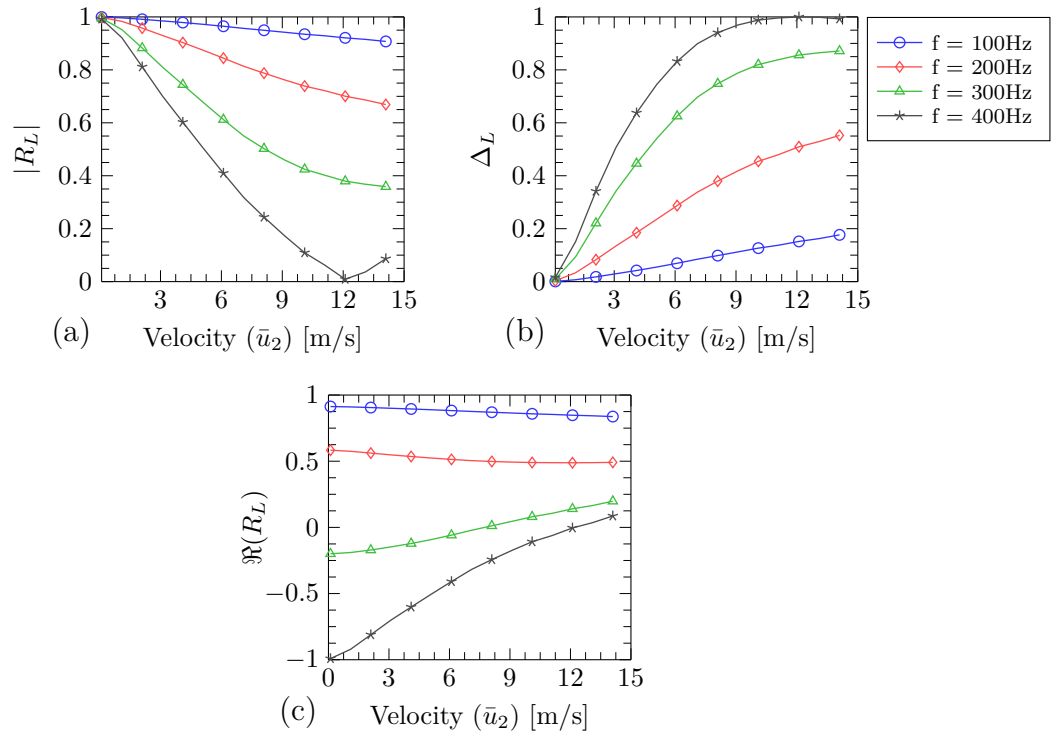 1
0.8
0.6
0.4
0.2
0
|R_L|
3 6 9 12 15
(a) Velocity (ū₂) [m/s]
1
0.8
0.6
0.4
0.2
0
Δ_L
3 6 9 12 15
(b) Velocity (ū₂) [m/s]
f = 100Hz
f = 200Hz
f = 300Hz
f = 400Hz
1
0.5
0
−0.5
−1
ℜ(R_L)
0 3 6 9 12 15
(c) Velocity (ū₂) [m/s]